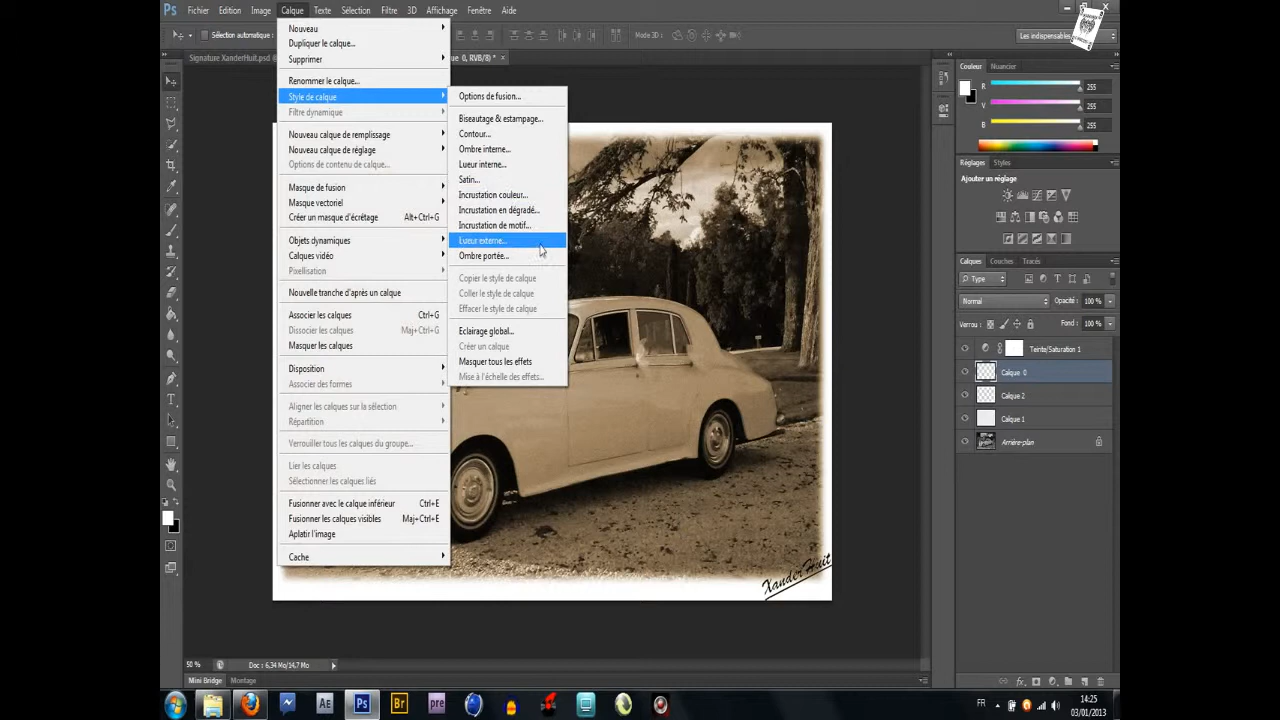 Ps Fichier Edition Image Calque Texte Sélection Filtre 3D Affichage Fenêtre Aide
Sélection automatique : Mode 3D : Les indispensables
Signature XanderHuit.psd @ que 0, RVB/8) * ×
Nouveau
Dupliquer le calque...
Supprimer
Renommer le calque...
Style de calque
Filtre dynamique
Nouveau calque de remplissage
Nouveau calque de réglage
Options de contenu de calque...
Masque de fusion
Masque vectoriel
Créer un masque d'écrêtage Alt+Ctrl+G
Objets dynamiques
Calques vidéo
Pixellisation
Nouvelle tranche d'après un calque
Associer les calques Ctrl+G
Dissocier les calques Maj+Ctrl+G
Masquer les calques
Disposition
Associer des formes
Aligner les calques sur la sélection
Répartition
Verrouiller tous les calques du groupe...
Lier les calques
Sélectionner les calques liés
Fusionner avec le calque inférieur Ctrl+E
Fusionner les calques visibles Maj+Ctrl+E
Aplatir l'image
Cache
Options de fusion...
Biseautage & estampage...
Contour...
Ombre interne...
Lueur interne...
Satin...
Incrustation couleur...
Incrustation en dégradé...
Incrustation de motif...
Lueur externe...
Ombre portée...
Copier le style de calque
Coller le style de calque
Effacer le style de calque
Eclairage global...
Créer un calque
Masquer tous les effets
Mise à l'échelle des effets...
XanderHuit
Couleur Nuancier
R 255
V 255
B 255
Réglages Styles
Ajouter un réglage
Calques Couches Tracés
Type
Normal Opacité : 100 %
Verrou : Fond : 100 %
Teinte/Saturation 1
Calque 0
Calque 2
Calque 1
Arrière-plan
50 % Doc : 6,34 Mo/14,7 Mo
Mini Bridge Montage
Ae Ps Br pre
FR 14:25
03/01/2013